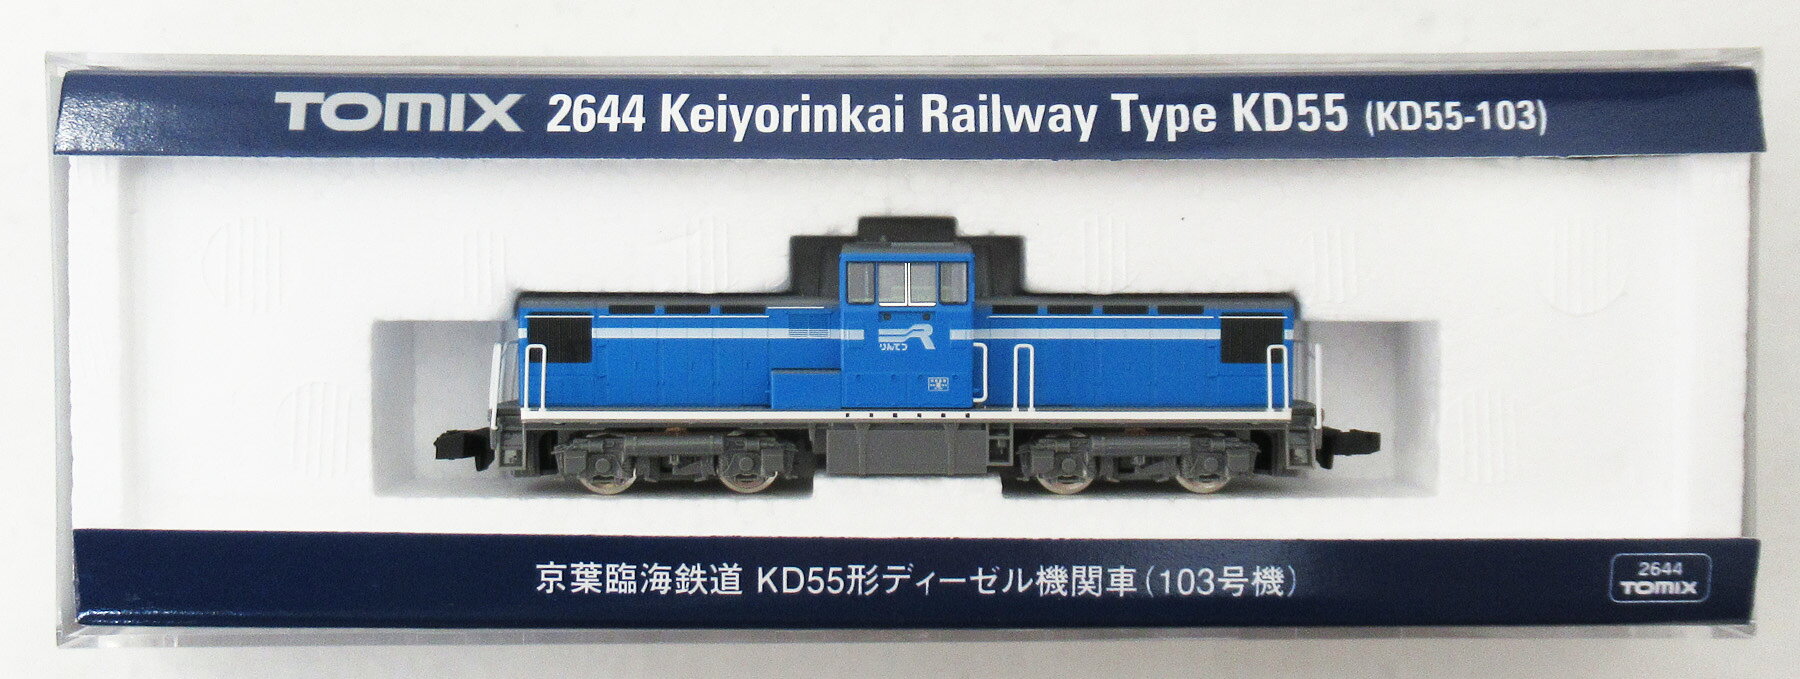 TOMIX 2644 Keiyorinkai Railway Type KD55 (KD55-103)
りんてつ
京葉臨海鉄道 KD55形ディーゼル機関車(103号機)
2644
TOMIX